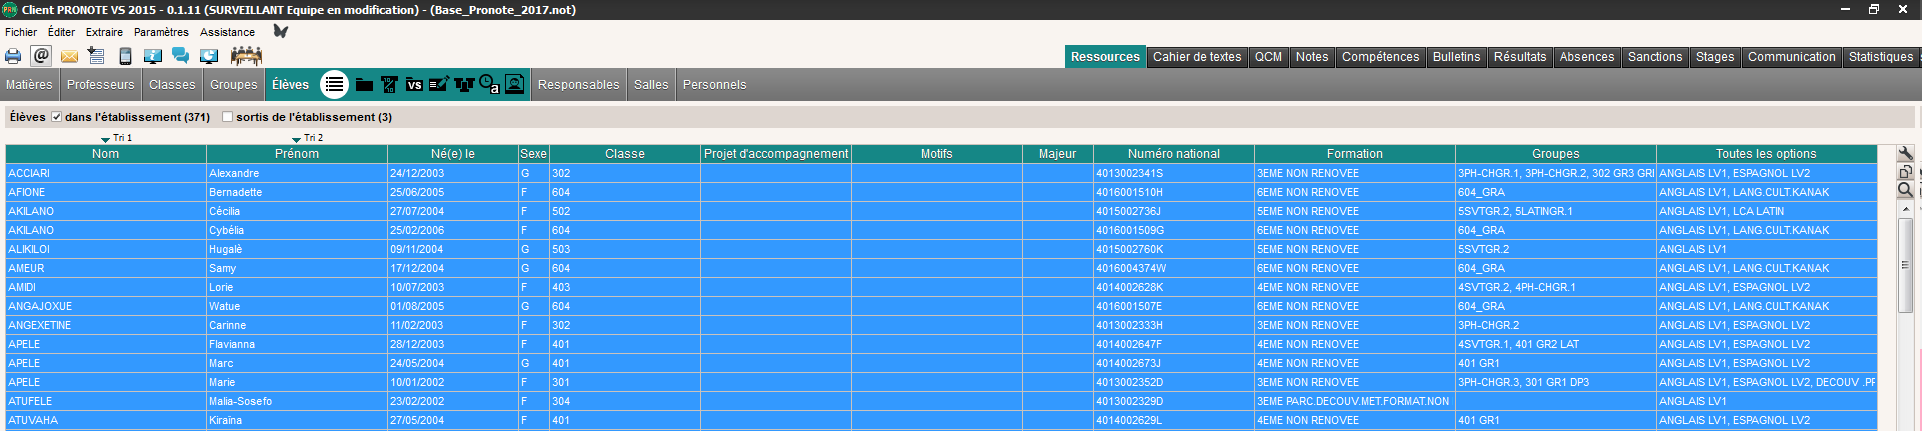 Client PRONOTE VS 2015 - 0.1.11 (SURVEILLANT Equipe en modification) - (Base_Pronote_2017.not)
Fichier Éditer Extraire Paramètres Assistance
Ressources Cahier de textes QCM Notes Compétences Bulletins Résultats Absences Sanctions Stages Communication Statistiques
Matières Professeurs Classes Groupes Élèves VS Responsables Salles Personnels
Élèves dans l'établissement (371) sortis de l'établissement (3)
Tri 1 Tri 2
Nom Prénom Né(e) le Sexe Classe Projet d'accompagnement Motifs Majeur Numéro national Formation Groupes Toutes les options
ACCIARI Alexandre 24/12/2003 G 302 4013002341S 3EME NON RENOVEE 3PH-CHGR.1, 3PH-CHGR.2, 302 GR3 GRI ANGLAIS LV1, ESPAGNOL LV2
AFIONE Bernadette 25/06/2005 F 604 4016001510H 6EME NON RENOVEE 604_GRA ANGLAIS LV1, LANG.CULT.KANAK
AKILANO Cécilia 27/07/2004 F 502 4015002736J 5EME NON RENOVEE 5SVTGR.2, 5LATINGR.1 ANGLAIS LV1, LCA LATIN
AKILANO Cybélia 25/02/2006 F 604 4016001509G 6EME NON RENOVEE 604_GRA ANGLAIS LV1, LANG.CULT.KANAK
ALIKILOI Hugalè 09/11/2004 G 503 4015002760K 5EME NON RENOVEE 5SVTGR.2 ANGLAIS LV1
AMEUR Samy 17/12/2004 G 604 4016004374W 6EME NON RENOVEE 604_GRA ANGLAIS LV1, LANG.CULT.KANAK
AMIDI Lorie 10/07/2003 F 403 4014002628K 4EME NON RENOVEE 4SVTGR.2, 4PH-CHGR.1 ANGLAIS LV1, ESPAGNOL LV2
ANGAJOXUE Watue 01/08/2005 G 604 4016001507E 6EME NON RENOVEE 604_GRA ANGLAIS LV1, LANG.CULT.KANAK
ANGEXETINE Carinne 11/02/2003 F 302 4013002333H 3EME NON RENOVEE 3PH-CHGR.2 ANGLAIS LV1, ESPAGNOL LV2
APELE Flavianna 28/12/2003 F 401 4014002647F 4EME NON RENOVEE 4SVTGR.1, 401 GR2 LAT ANGLAIS LV1, ESPAGNOL LV2
APELE Marc 24/05/2004 G 401 4014002673J 4EME NON RENOVEE 401 GR1 ANGLAIS LV1, ESPAGNOL LV2
APELE Marie 10/01/2002 F 301 4013002352D 3EME NON RENOVEE 3PH-CHGR.3, 301 GR1 DP3 ANGLAIS LV1, ESPAGNOL LV2, DECOUV .PF
ATUFELE Malia-Sosefo 23/02/2002 F 304 4013002329D 3EME PARC.DECOUV.MET.FORMAT.NON ANGLAIS LV1
ATUVAHA Kiraïna 27/05/2004 F 401 4014002629L 4EME NON RENOVEE 401 GR1 ANGLAIS LV1, ESPAGNOL LV2